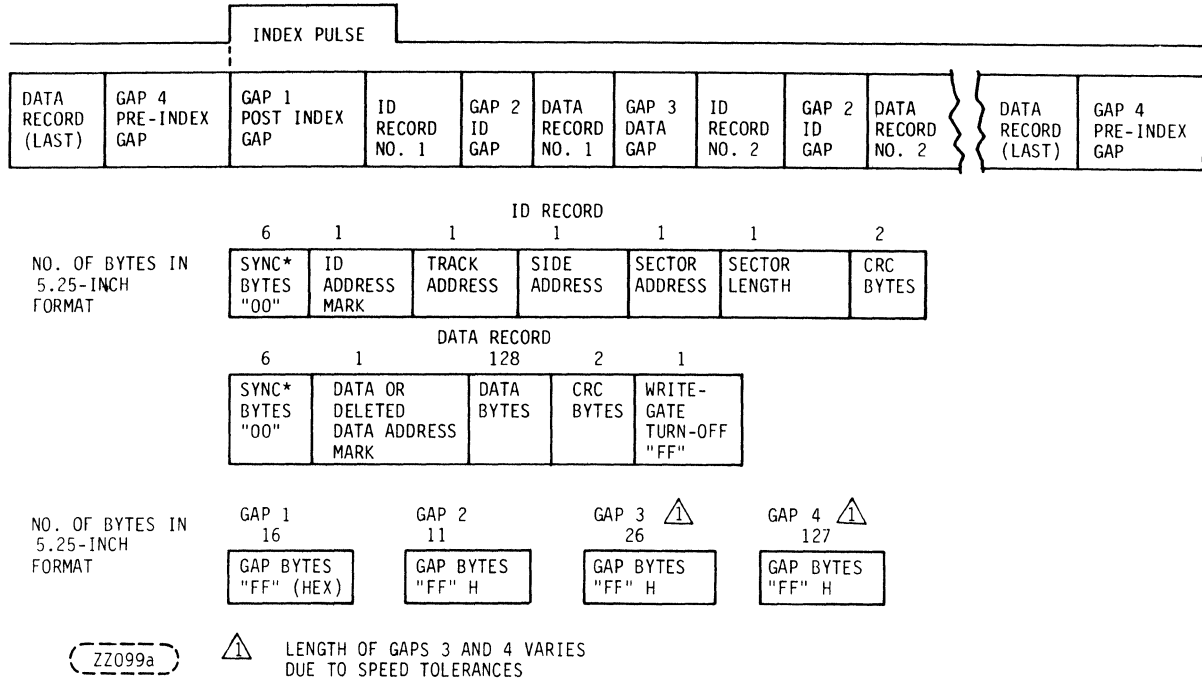 INDEX PULSE
DATA RECORD (LAST)
GAP 4 PRE-INDEX GAP
GAP 1 POST INDEX GAP
ID RECORD NO. 1
GAP 2 ID GAP
DATA RECORD NO. 1
GAP 3 DATA GAP
ID RECORD NO. 2
GAP 2 ID GAP
DATA RECORD NO. 2
DATA RECORD (LAST)
GAP 4 PRE-INDEX GAP
ID RECORD
6 1 1 1 1 1 2
NO. OF BYTES IN
5.25-INCH
FORMAT
SYNC* BYTES "00"
ID ADDRESS MARK
TRACK ADDRESS
SIDE ADDRESS
SECTOR ADDRESS
SECTOR LENGTH
CRC BYTES
DATA RECORD
6 1 128 2 1
SYNC* BYTES "00"
DATA OR DELETED DATA ADDRESS MARK
DATA BYTES
CRC BYTES
WRITE-GATE TURN-OFF "FF"
NO. OF BYTES IN
5.25-INCH
FORMAT
GAP 1
16
GAP BYTES
"FF" (HEX)
GAP 2
11
GAP BYTES
"FF" H
GAP 3 1
26
GAP BYTES
"FF" H
GAP 4 1
127
GAP BYTES
"FF" H
ZZ099a
1 LENGTH OF GAPS 3 AND 4 VARIES
DUE TO SPEED TOLERANCES